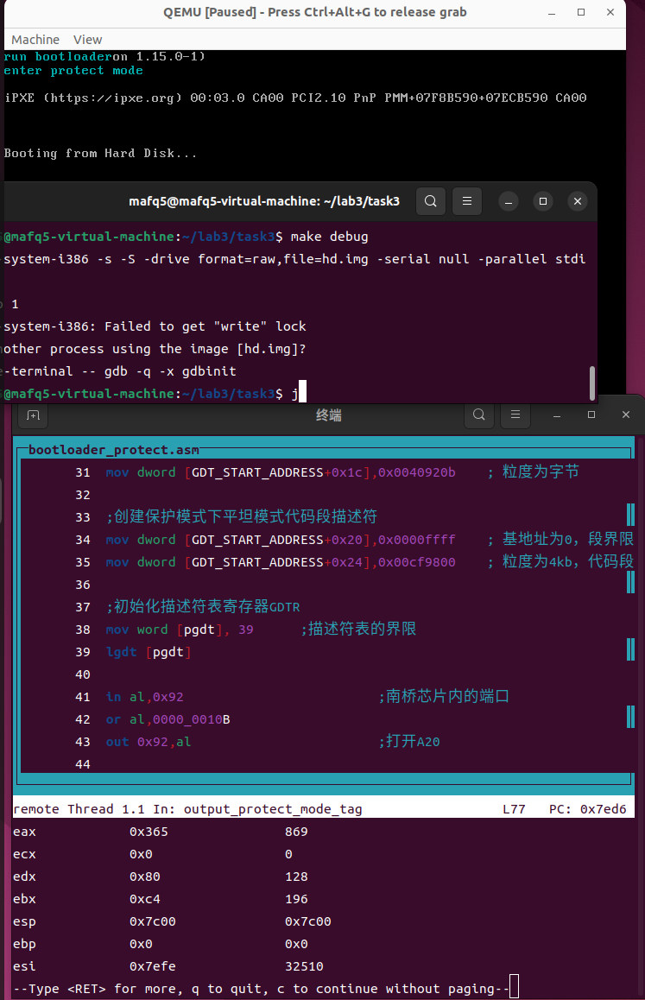 QEMU [Paused] - Press Ctrl+Alt+G to release grab
Machine View
run bootloaderon 1.15.0-1)
enter protect mode
iPXE (https://ipxe.org) 00:03.0 CA00 PCI2.10 PnP PMM+07F8B590+07ECB590 CA00
Booting from Hard Disk...
mafq5@mafq5-virtual-machine: ~/lab3/task3
@mafq5-virtual-machine:~/lab3/task3$ make debug
-system-i386 -s -S -drive format=raw,file=hd.img -serial null -parallel stdi
o 1
-system-i386: Failed to get "write" lock
other process using the image [hd.img]?
e-terminal -- gdb -q -x gdbinit
@mafq5-virtual-machine:~/lab3/task3$ j
终端
bootloader_protect.asm
31 mov dword [GDT_START_ADDRESS+0x1c],0x0040920b ; 粒度为字节
32
33 ;创建保护模式下平坦模式代码段描述符
34 mov dword [GDT_START_ADDRESS+0x20],0x0000ffff ; 基地址为0，段界限
35 mov dword [GDT_START_ADDRESS+0x24],0x00cf9800 ; 粒度为4kb，代码段
36
37 ;初始化描述符表寄存器GDTR
38 mov word [pgdt], 39 ;描述符表的界限
39 lgdt [pgdt]
40
41 in al,0x92 ;南桥芯片内的端口
42 or al,0000_0010B
43 out 0x92,al ;打开A20
44
remote Thread 1.1 In: output_protect_mode_tag L77 PC: 0x7ed6
eax 0x365 869
ecx 0x0 0
edx 0x80 128
ebx 0xc4 196
esp 0x7c00 0x7c00
ebp 0x0 0x0
esi 0x7efe 32510
--Type <RET> for more, q to quit, c to continue without paging--